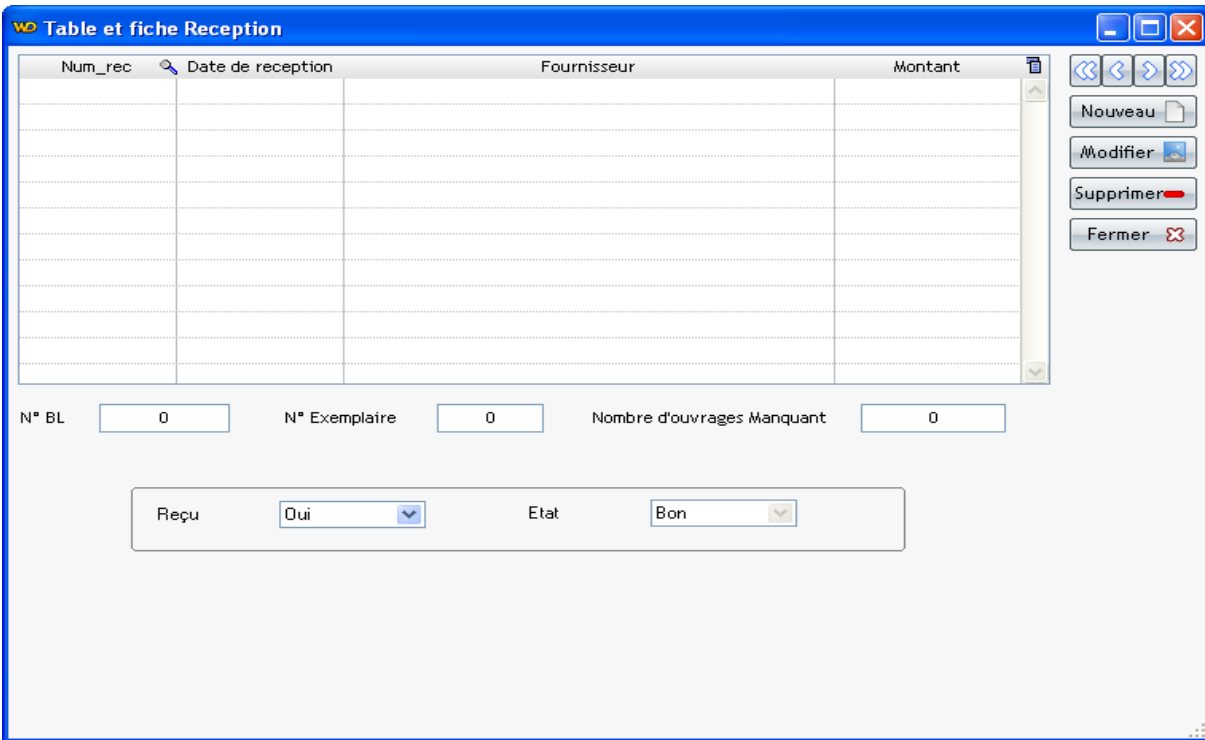 WD Table et fiche Reception
Num_rec Date de reception Fournisseur Montant
Nouveau
Modifier
Supprimer
Fermer
N° BL 0 N° Exemplaire 0 Nombre d'ouvrages Manquant 0
Reçu Oui Etat Bon